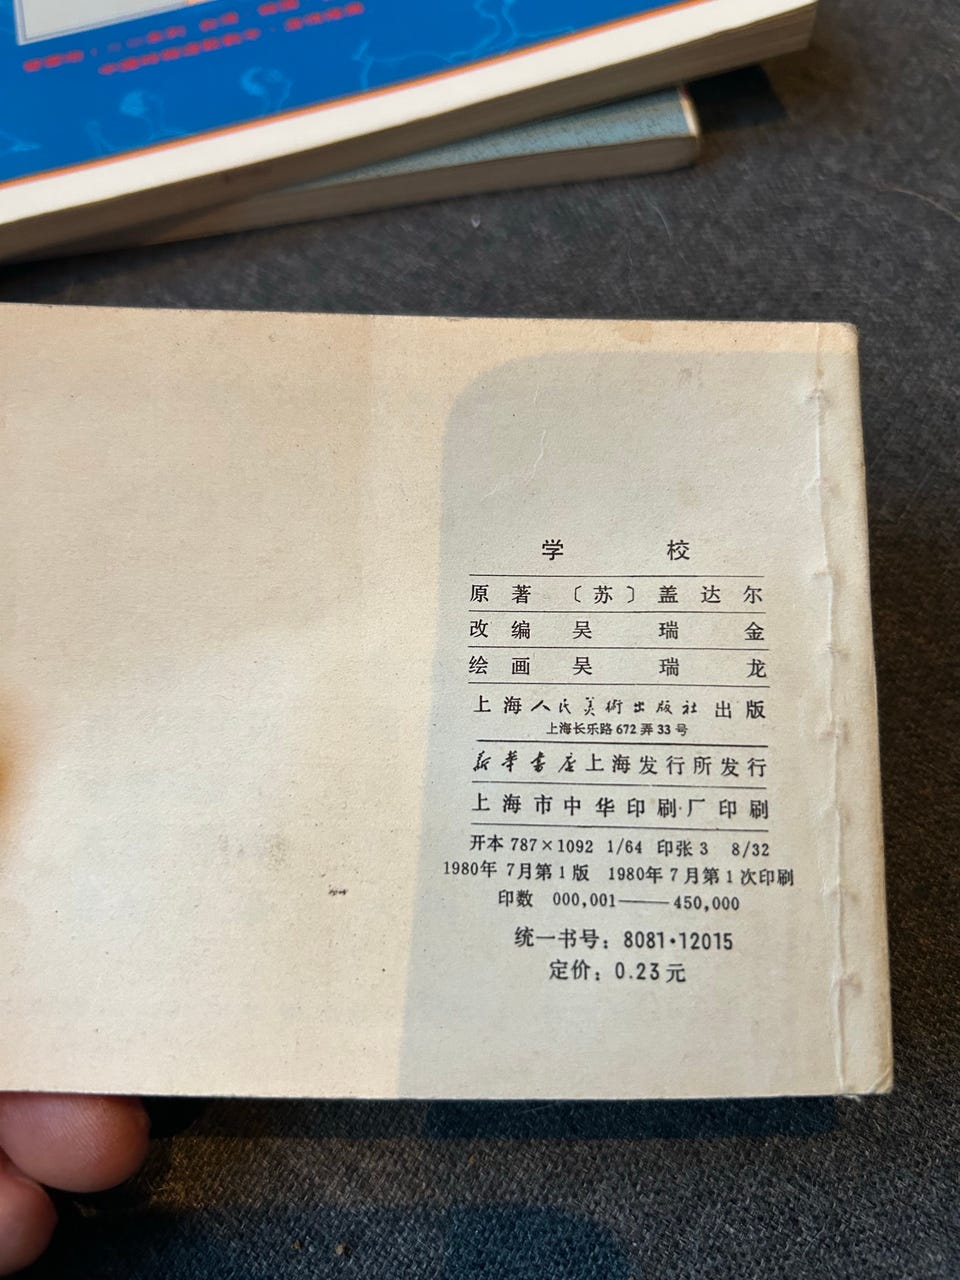 学 校
原著 〔苏〕盖达尔
改编 吴瑞金
绘画 吴瑞龙
上海人民美術出版社出版
上海长乐路672弄33号
新华书店上海发行所发行
上海市中华印刷厂印刷
开本 787×1092 1/64 印张 3 8/32
1980年7月第1版 1980年7月第1次印刷
印数 000,001——450,000
统一书号：8081·12015
定价：0.23元